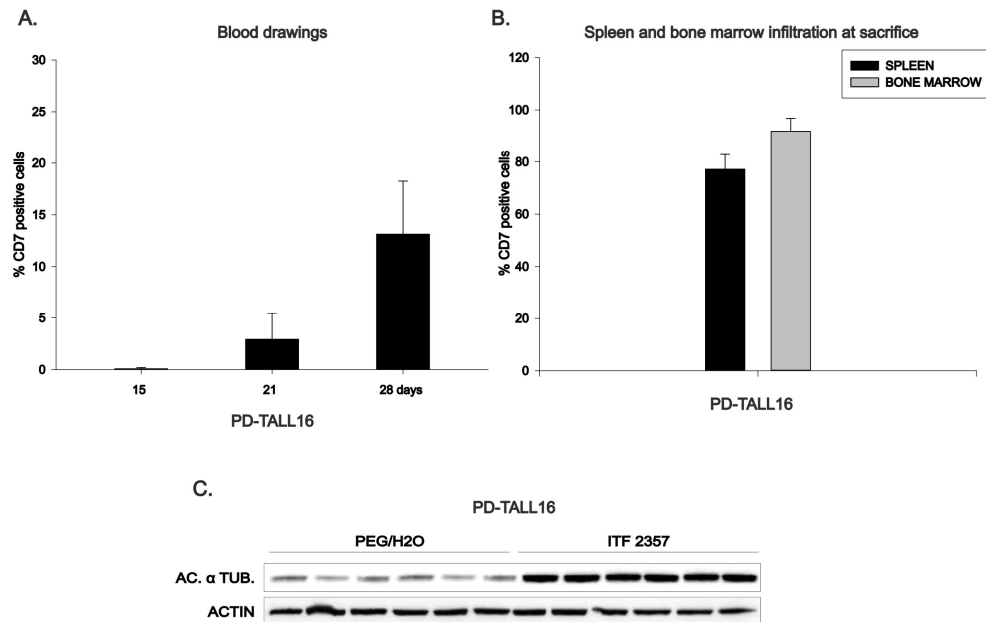 A.
Blood drawings
30
25
20
15
10
5
0
% CD7 positive cells
15 21 28 days
PD-TALL16
B.
Spleen and bone marrow infiltration at sacrifice
SPLEEN
BONE MARROW
120
100
80
60
40
20
0
% CD7 positive cells
PD-TALL16
C.
PD-TALL16
PEG/H2O ITF 2357
AC. α TUB.
ACTIN